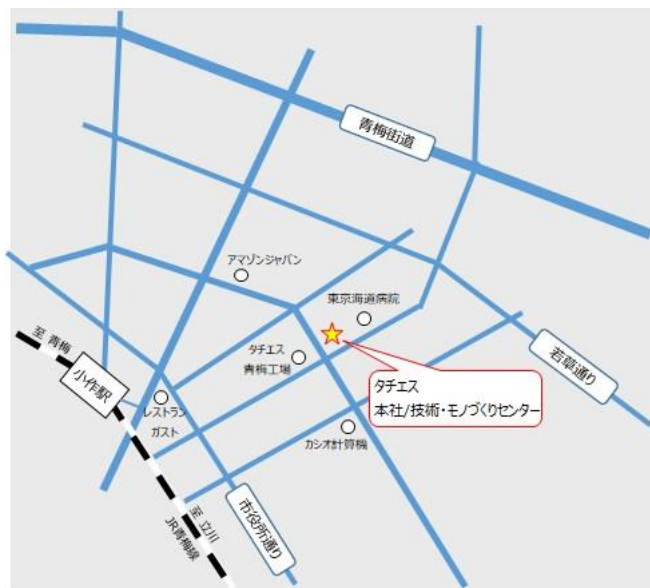 青梅街道
アマゾンジャパン
東京海道病院
至 青梅
小作駅
タチエス
青梅工場
若草通り
タチエス
本社/技術・モノづくりセンター
レストラン
ガスト
カシオ計算機
市役所通り
至 立川
JR青梅線